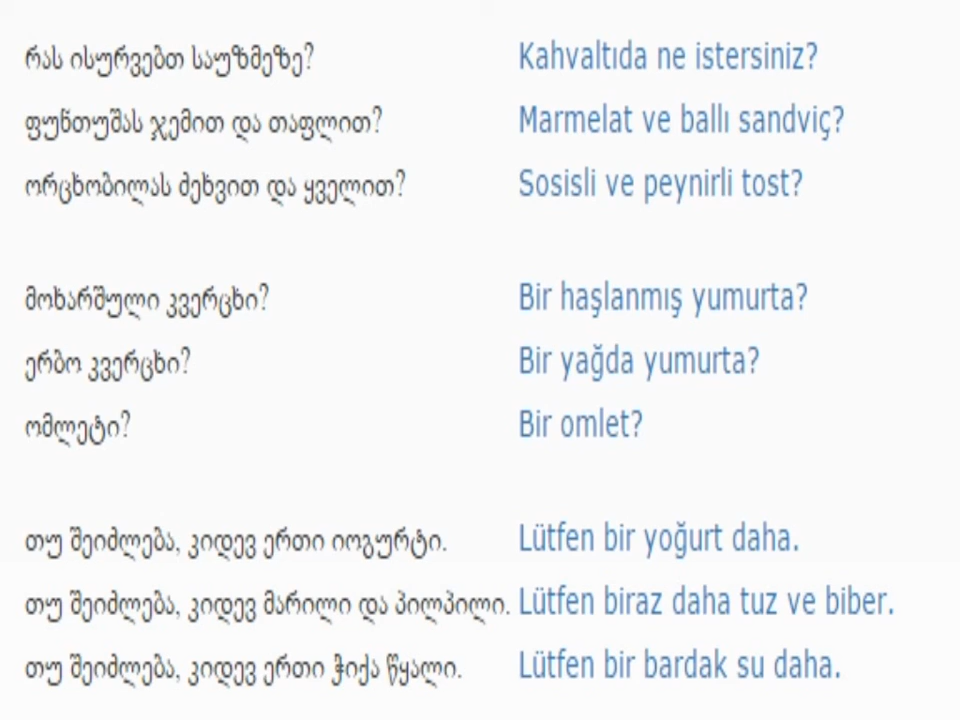 რას ისურვებთ საუზმეზე? Kahvaltıda ne istersiniz?
ფუნთუშას ჯემით და თაფლით? Marmelat ve ballı sandviç?
ორცხობილას ძეხვით და ყველით? Sosisli ve peynirli tost?
მოხარშული კვერცხი? Bir haşlanmış yumurta?
ერბო კვერცხი? Bir yağda yumurta?
ომლეტი? Bir omlet?
თუ შეიძლება, კიდევ ერთი იოგურტი. Lütfen bir yoğurt daha.
თუ შეიძლება, კიდევ მარილი და პილპილი. Lütfen biraz daha tuz ve biber.
თუ შეიძლება, კიდევ ერთი ჭიქა წყალი. Lütfen bir bardak su daha.